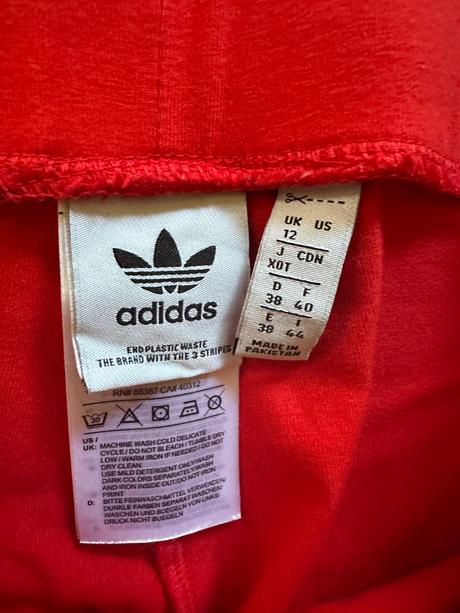 adidas
END PLASTIC WASTE
THE BRAND WITH THE 3 STRIPES
RN# 88387 CA# 40312
30
US /
UK: MACHINE WASH COLD DELICATE
CYCLE / DO NOT BLEACH / TUMBLE DRY
LOW / WARM IRON IF NEEDED / DO NOT
DRY CLEAN
USE MILD DETERGENT ONLY/WASH
DARK COLORS SEPARATE/WASH
AND IRON INSIDE OUT/DO NOT IRON
PRINT
D: BITTE FEINWASCHMITTEL VERWENDEN/
DUNKLE FARBEN SEPARAT WASCHEN/
WASCHEN UND BUEGELN VON LINKS/
DRUCK NICHT BUEGELN
UK US
12
J CDN
XOT
D F
38 40
E I
38 44
MADE IN
PAKISTAN